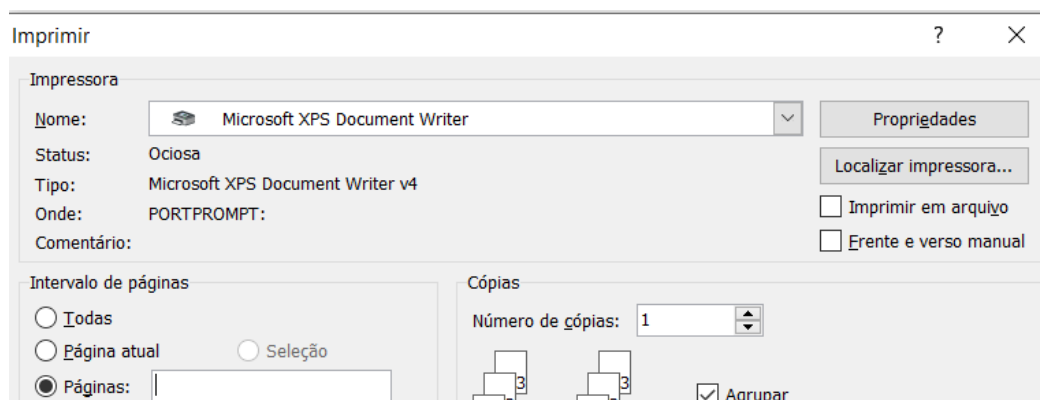 Imprimir
Impressora
Nome: Microsoft XPS Document Writer
Propriedades
Status: Ociosa
Localizar impressora...
Tipo: Microsoft XPS Document Writer v4
Onde: PORTPROMPT:
Imprimir em arquivo
Comentário:
Frente e verso manual
Intervalo de páginas
Todas
Página atual
Seleção
Páginas:
Cópias
Número de cópias: 1
3
3
Agrupar